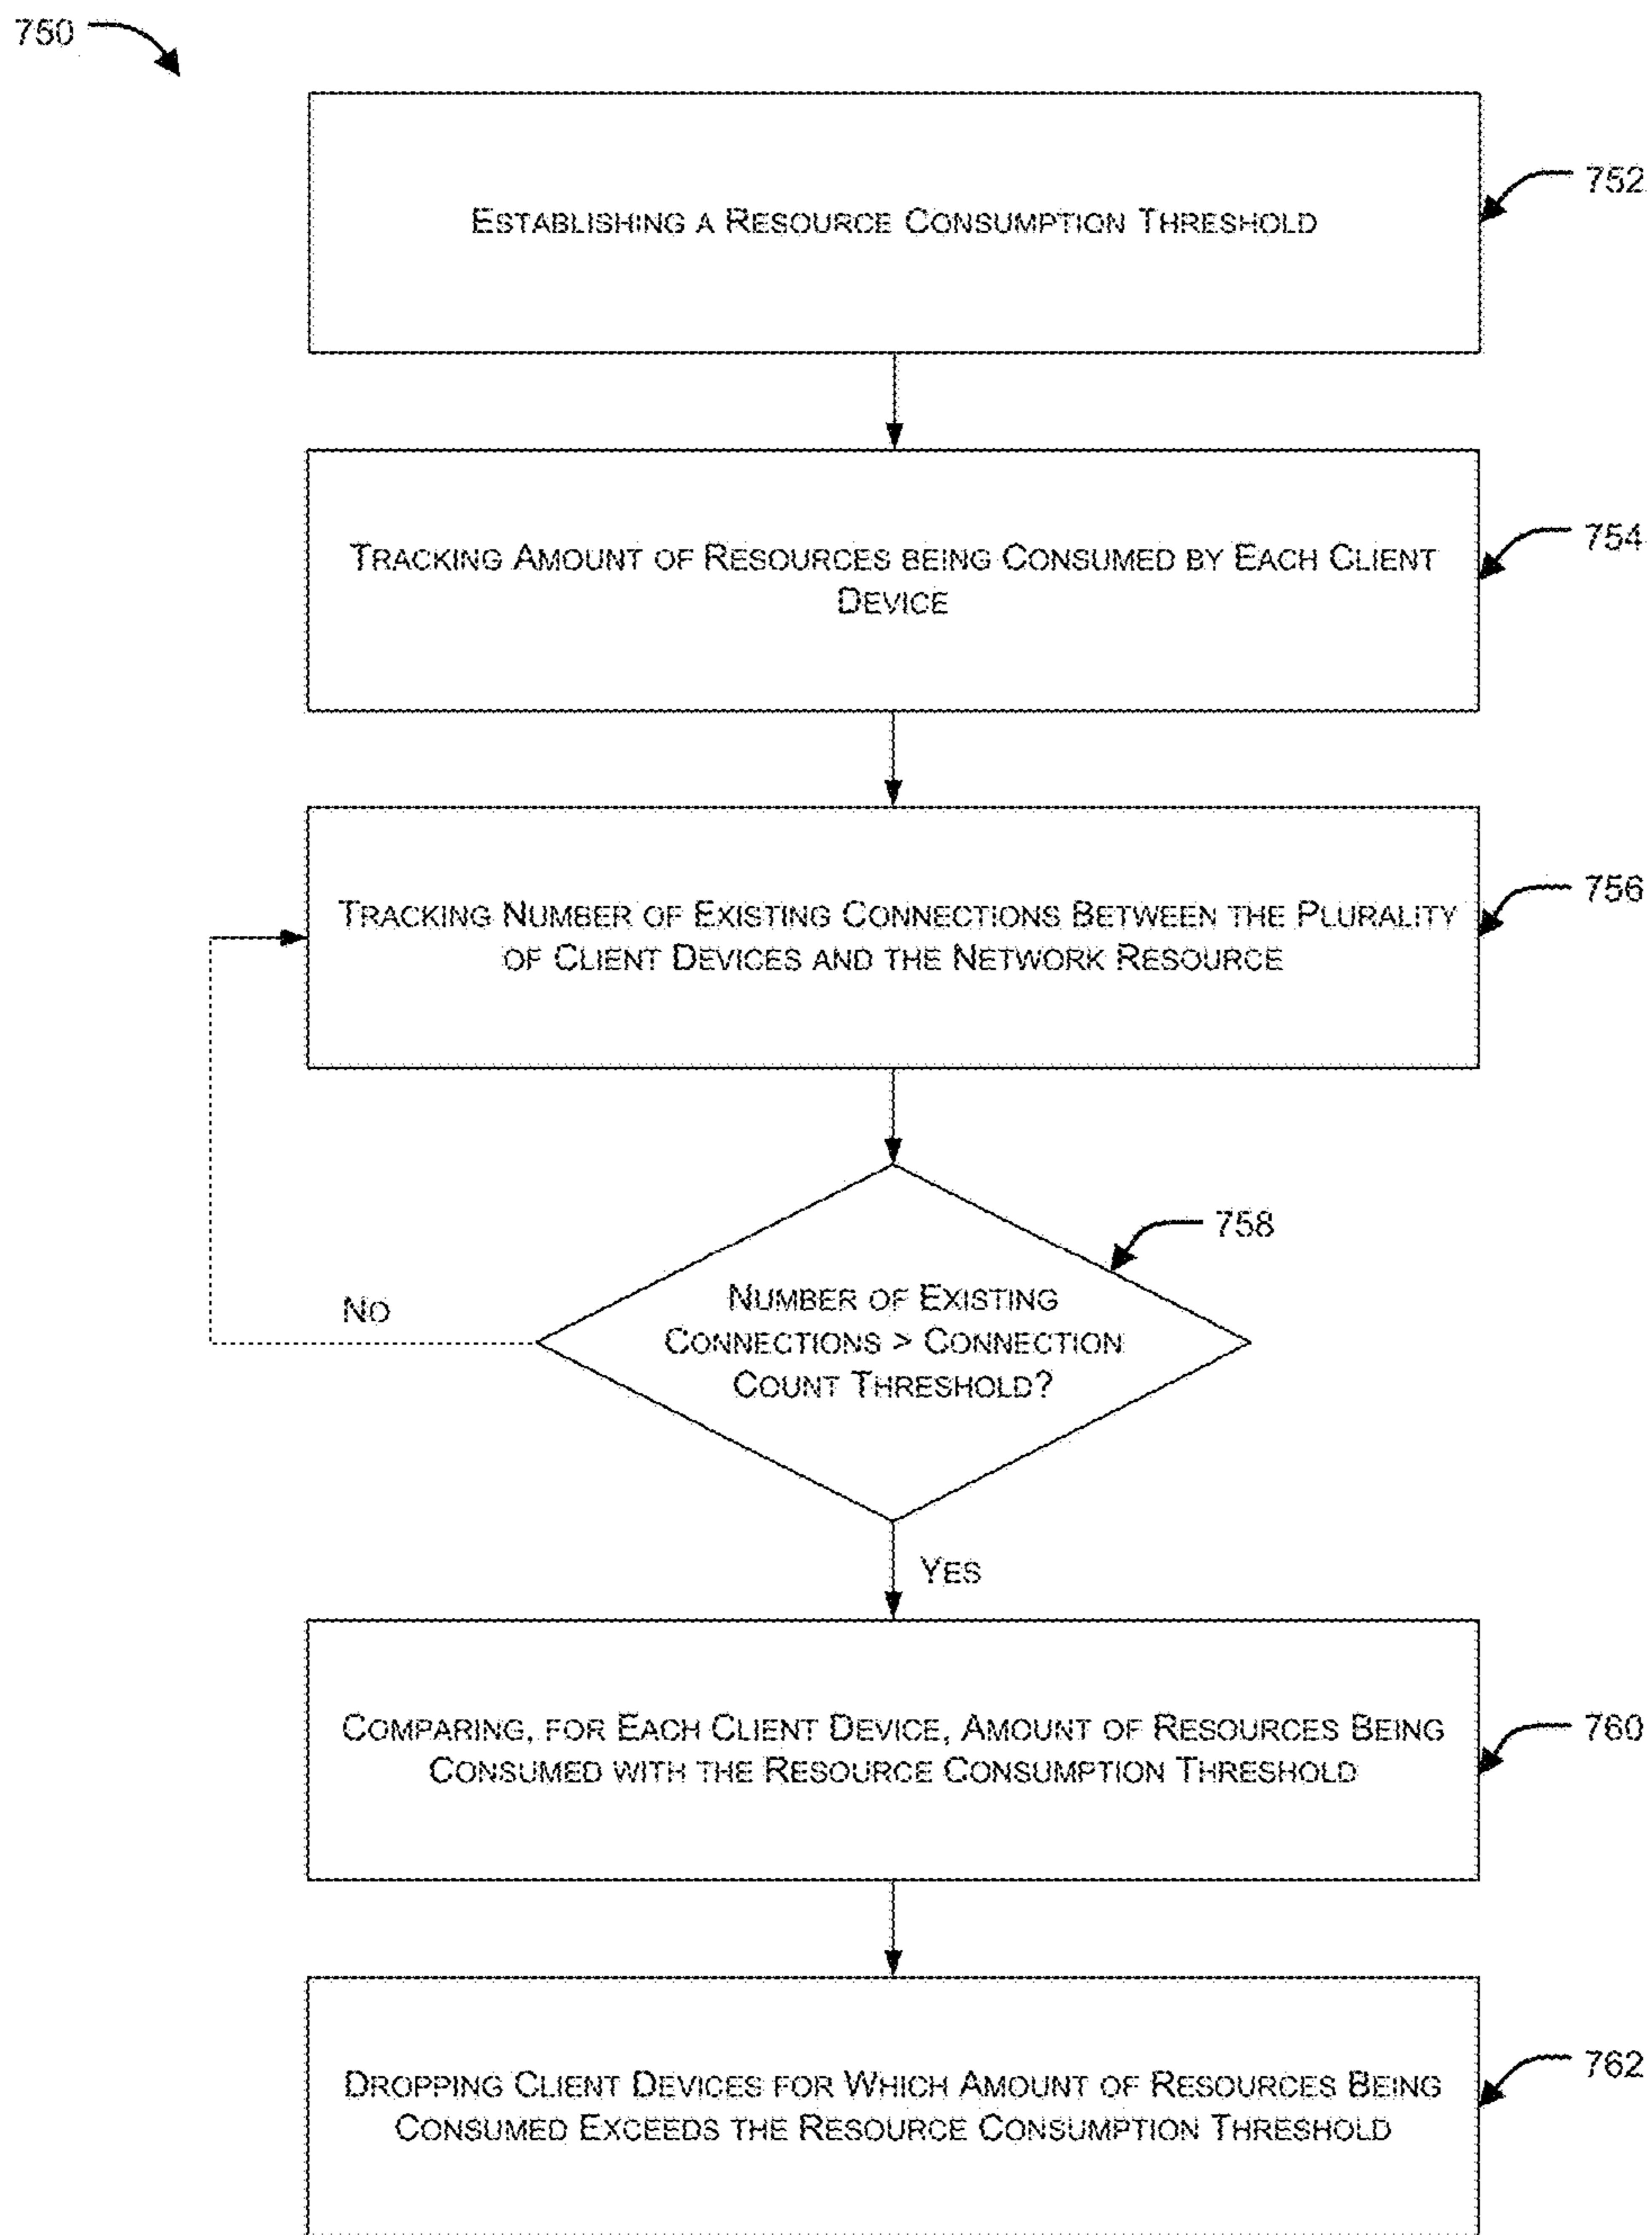 750
ESTABLISHING A RESOURCE CONSUMPTION THRESHOLD
752
TRACKING AMOUNT OF RESOURCES BEING CONSUMED BY EACH CLIENT
DEVICE
754
TRACKING NUMBER OF EXISTING CONNECTIONS BETWEEN THE PLURALITY
OF CLIENT DEVICES AND THE NETWORK RESOURCE
756
758
NUMBER OF EXISTING
CONNECTIONS > CONNECTION
COUNT THRESHOLD?
NO
YES
COMPARING, FOR EACH CLIENT DEVICE, AMOUNT OF RESOURCES BEING
CONSUMED WITH THE RESOURCE CONSUMPTION THRESHOLD
760
DROPPING CLIENT DEVICES FOR WHICH AMOUNT OF RESOURCES BEING
CONSUMED EXCEEDS THE RESOURCE CONSUMPTION THRESHOLD
762